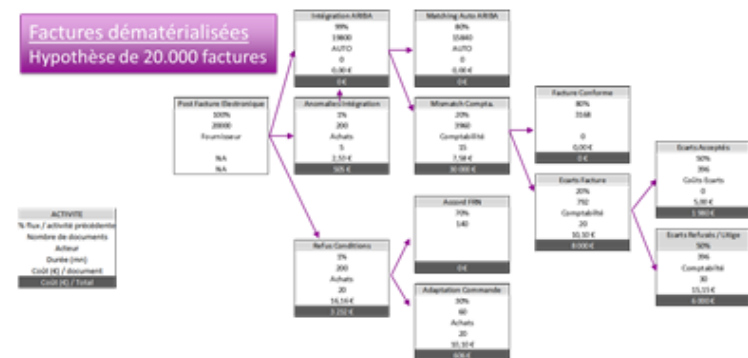 Factures dématérialisées
Hypothèse de 20.000 factures
Intégration ARIBA
99%
19800
AUTO
0
0,00 €
0 €
Matching Auto ARIBA
80%
15840
AUTO
0
0,00 €
0 €
Post Facture Electronique
100%
20000
Fournisseur
NA
NA
Anomalies Intégration
1%
200
Achats
5
2,53 €
505 €
Mismatch Compta.
20%
3960
Comptabilité
15
7,58 €
30 000 €
Facture Conforme
80%
3168
0
0,00 €
0 €
Ecarts Facture
20%
792
Comptabilité
20
10,10 €
8 000 €
Ecarts Acceptés
50%
396
Coûts Ecarts
0
5,00 €
1 980 €
Ecarts Refusés / Litige
50%
396
Comptabilité
30
15,15 €
6 000 €
Refus Conditions
1%
200
Achats
20
16,16 €
3 232 €
Accord FRN
70%
140
0 €
Adaptation Commande
30%
60
Achats
20
10,10 €
606 €
ACTIVITE
% flux / activité précédente
Nombre de documents
Acteur
Durée (mn)
Coût (€) / document
Coût (€) / Total